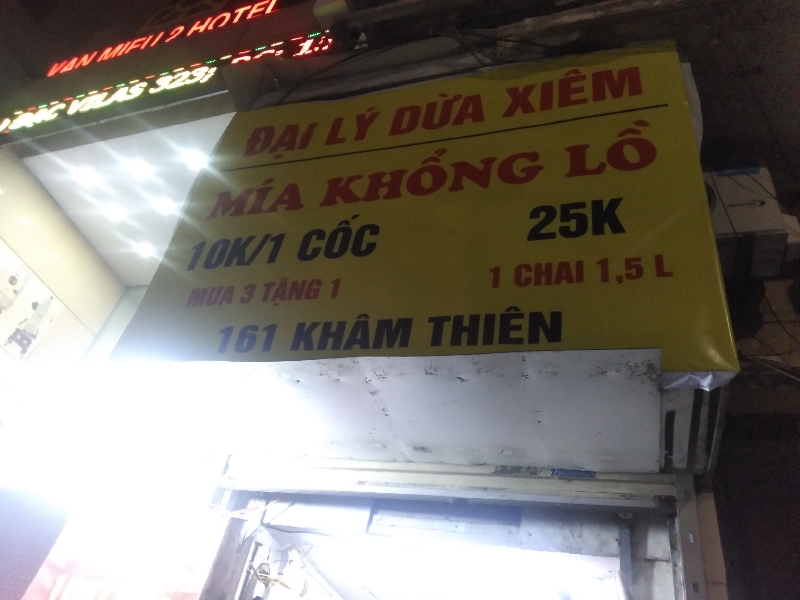 VAN MIEU 2 HOTEL
ĐẠI LÝ DỪA XIÊM
MÍA KHỔNG LỒ
10K/1 CỐC
25K
MUA 3 TẶNG 1
1 CHAI 1,5 L
161 KHÂM THIÊN